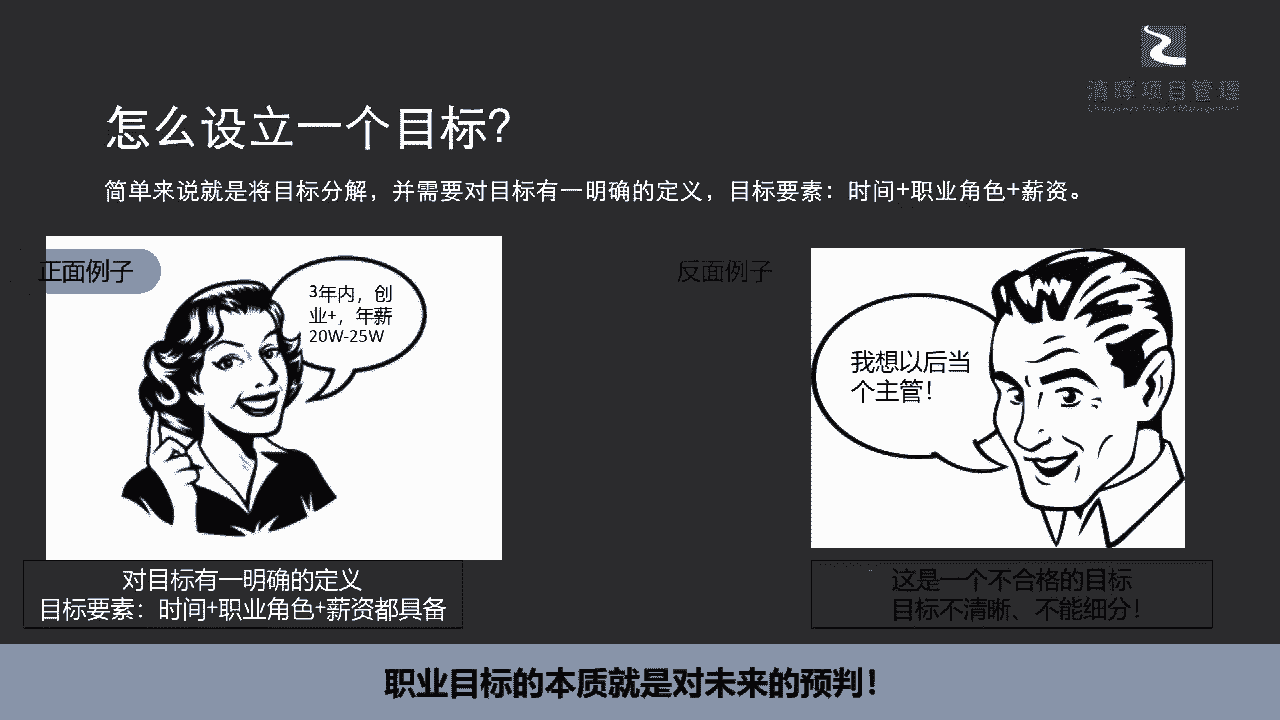 清晖项目管理
怎么设立一个目标?
简单来说就是将目标分解，并需要对目标有一明确的定义，目标要素：时间+职业角色+薪资。
正面例子
3年内，创
业+，年薪
20W-25W
对目标有一明确的定义
目标要素：时间+职业角色+薪资都具备
反面例子
我想以后当
个主管！
这是一个不合格的目标
目标不清晰、不能细分！
职业目标的本质就是对未来的预判！